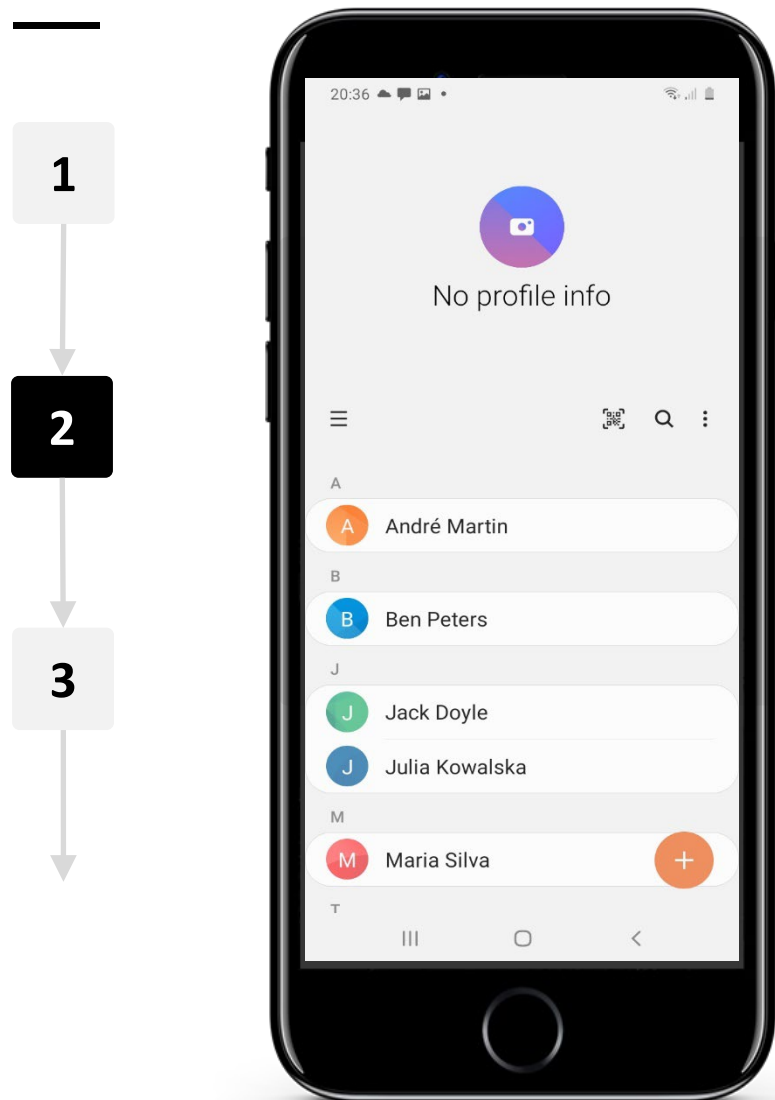 1
2
3
20:36
No profile info
A
A André Martin
B
B Ben Peters
J
J Jack Doyle
J Julia Kowalska
M
M Maria Silva
T